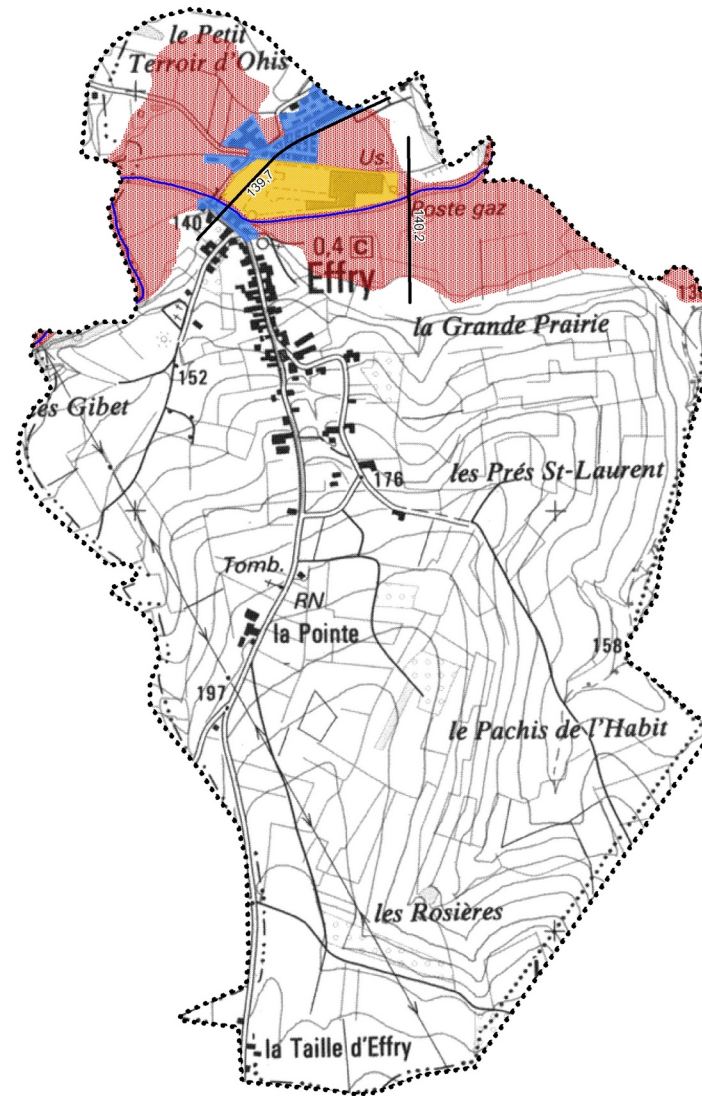 le Petit
Terroir d'Ohis
Us.
139,7
Poste gaz
140
140,2
0,4 C
Effry
la Grande Prairie
152
es Gibet
les Prés St-Laurent
176
Tomb.
RN
la Pointe
158
197
le Pachis de l'Habit
les Rosières
la Taille d'Effry